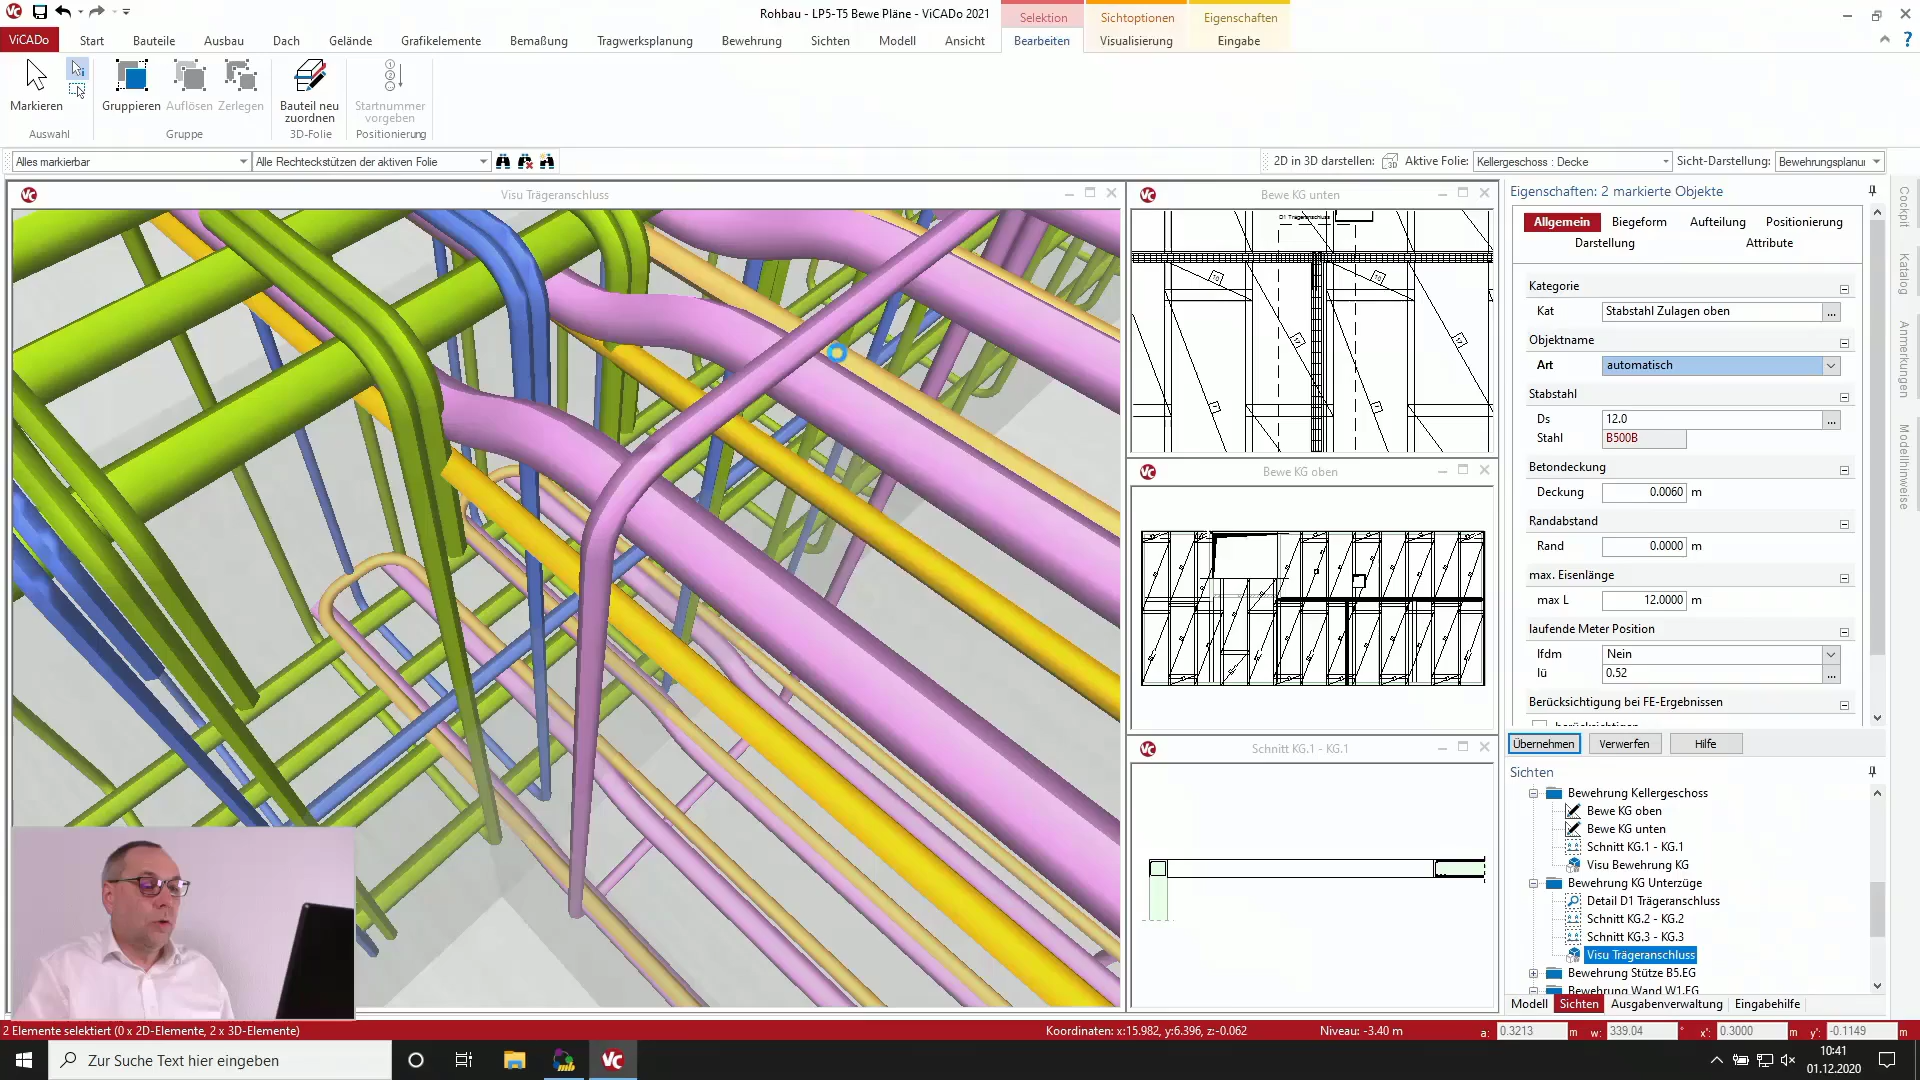 Rohbau - LP5-T5 Bewe Pläne - ViCADo 2021
Selektion
Sichtoptionen
Eigenschaften
ViCADo
Start
Bauteile
Ausbau
Dach
Gelände
Grafikelemente
Bemaßung
Tragwerksplanung
Bewehrung
Sichten
Modell
Ansicht
Bearbeiten
Visualisierung
Eingabe
Markieren
Gruppieren
Auflösen
Zerlegen
Bauteil neu
zuordnen
Startnummer
vorgeben
Auswahl
Gruppe
3D-Folie
Positionierung
Alles markierbar
Alle Rechteckstützen der aktiven Folie
2D in 3D darstellen:
Aktive Folie:
Kellergeschoss : Decke
Sicht-Darstellung:
Bewehrungsplanu
Visu Trägeranschluss
Bewe KG unten
D1 Trägeranschluss
Bewe KG oben
Schnitt KG.1 - KG.1
Eigenschaften: 2 markierte Objekte
Allgemein
Biegeform
Aufteilung
Positionierung
Darstellung
Attribute
Kategorie
Kat
Stabstahl Zulagen oben
...
Objektname
Art
automatisch
Stabstahl
Ds
12.0
...
Stahl
B500B
Betondeckung
Deckung
0.0060 m
Randabstand
Rand
0.0000 m
max. Eisenlänge
max L
12.0000 m
laufende Meter Position
lfdm
Nein
lü
0.52
...
Berücksichtigung bei FE-Ergebnissen
berücksichtigen
Übernehmen
Verwerfen
Hilfe
Sichten
Bewehrung Kellergeschoss
Bewe KG oben
Bewe KG unten
Schnitt KG.1 - KG.1
Visu Bewehrung KG
Bewehrung KG Unterzüge
Detail D1 Trägeranschluss
Schnitt KG.2 - KG.2
Schnitt KG.3 - KG.3
Visu Trägeranschluss
Bewehrung Stütze B5.EG
Bewehrung Wand W1.EG
Modell
Sichten
Ausgabenverwaltung
Eingabehilfe
Cockpit
Katalog
Anmerkungen
Modellhinweise
2 Elemente selektiert (0 x 2D-Elemente, 2 x 3D-Elemente)
Koordinaten: x:15.982, y:6.396, z:-0.062
Niveau: -3.40 m
a: 0.3213 m
w: 339.04 °
x': 0.3000 m
y': -0.1149 m
Zur Suche Text hier eingeben
mb
10:41
01.12.2020